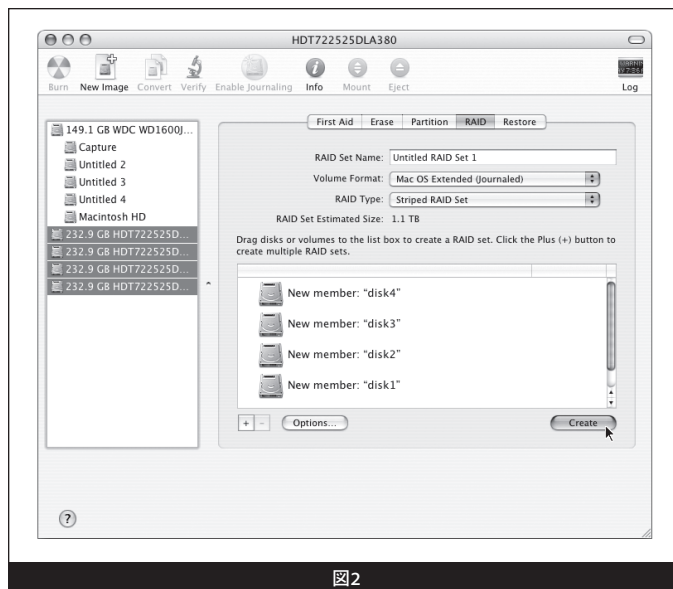 HDT722525DLA380
Burn New Image Convert Verify Enable Journaling Info Mount Eject Log
149.1 GB WDC WD1600J...
Capture
Untitled 2
Untitled 3
Untitled 4
Macintosh HD
232.9 GB HDT722525D...
232.9 GB HDT722525D...
232.9 GB HDT722525D...
232.9 GB HDT722525D...
First Aid Erase Partition RAID Restore
RAID Set Name: Untitled RAID Set 1
Volume Format: Mac OS Extended (Journaled)
RAID Type: Striped RAID Set
RAID Set Estimated Size: 1.1 TB
Drag disks or volumes to the list box to create a RAID set. Click the Plus (+) button to
create multiple RAID sets.
New member: “disk4”
New member: “disk3”
New member: “disk2”
New member: “disk1”
+ - Options... Create
?
図2